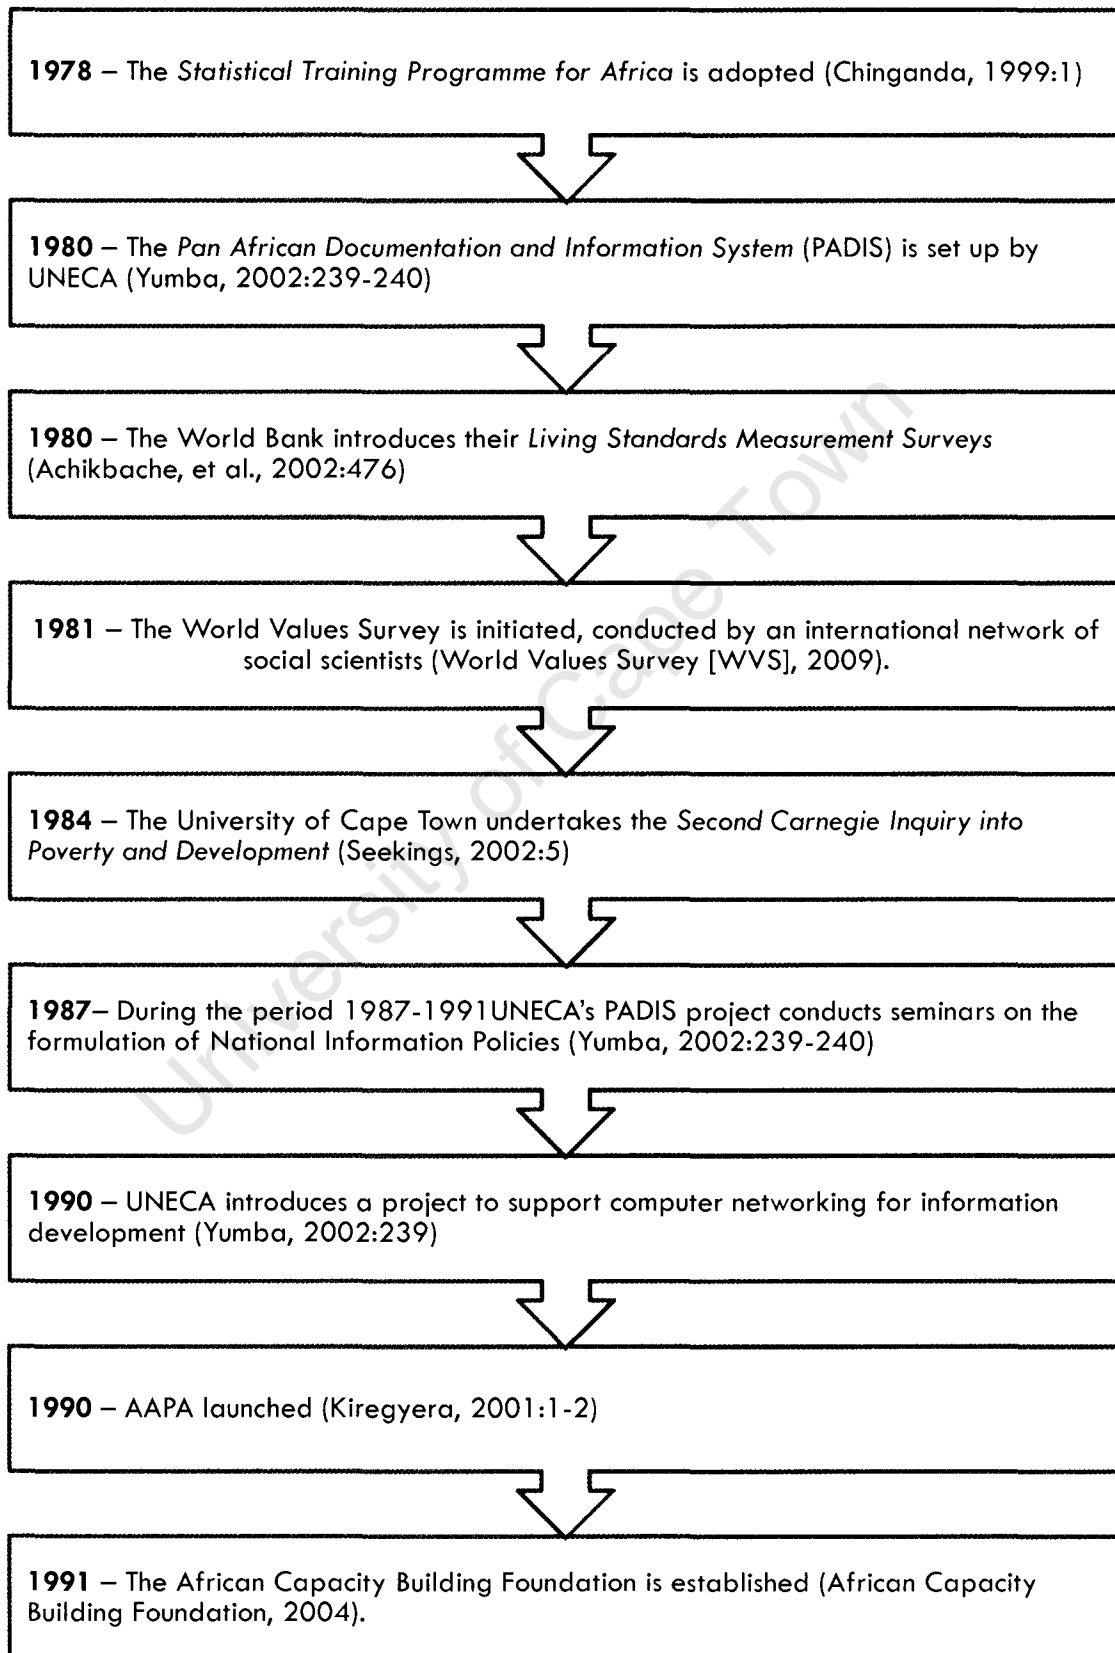 1978 – The Statistical Training Programme for Africa is adopted (Chinganda, 1999:1)
1980 – The Pan African Documentation and Information System (PADIS) is set up by
UNECA (Yumba, 2002:239-240)
1980 – The World Bank introduces their Living Standards Measurement Surveys
(Achikbache, et al., 2002:476)
1981 – The World Values Survey is initiated, conducted by an international network of
social scientists (World Values Survey [WVS], 2009).
1984 – The University of Cape Town undertakes the Second Carnegie Inquiry into
Poverty and Development (Seekings, 2002:5)
1987– During the period 1987-1991UNECA's PADIS project conducts seminars on the
formulation of National Information Policies (Yumba, 2002:239-240)
1990 – UNECA introduces a project to support computer networking for information
development (Yumba, 2002:239)
1990 – AAPA launched (Kiregyera, 2001:1-2)
1991 – The African Capacity Building Foundation is established (African Capacity
Building Foundation, 2004).
University of Cape Town